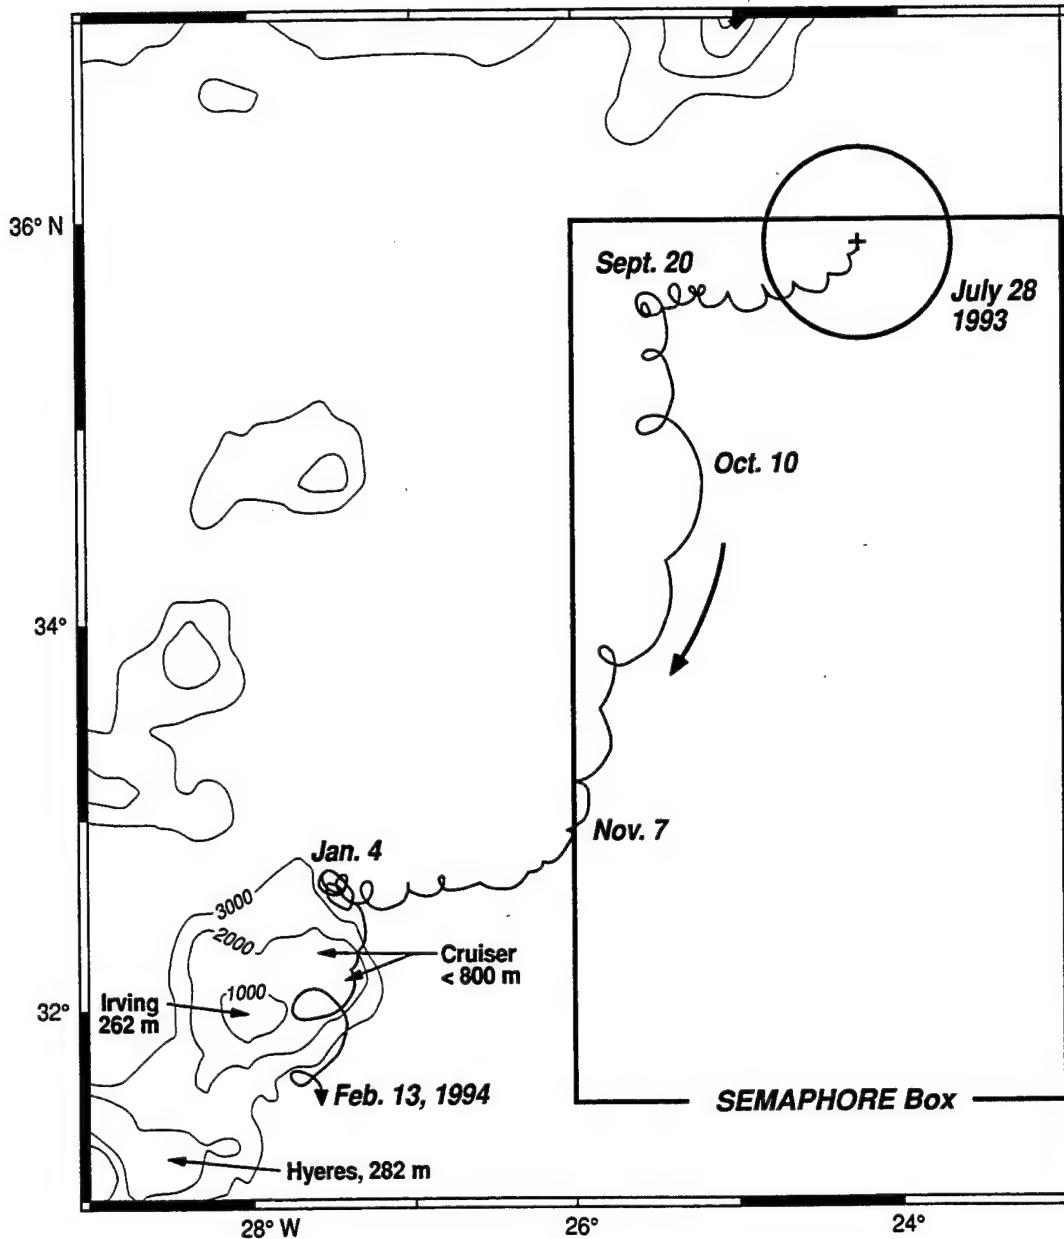 36° N
Sept. 20
July 28
1993
Oct. 10
34°
Nov. 7
Jan. 4
3000
2000
Cruiser
< 800 m
1000
Irving
262 m
32°
Feb. 13, 1994
SEMAPHORE Box
Hyeres, 282 m
28° W
26°
24°